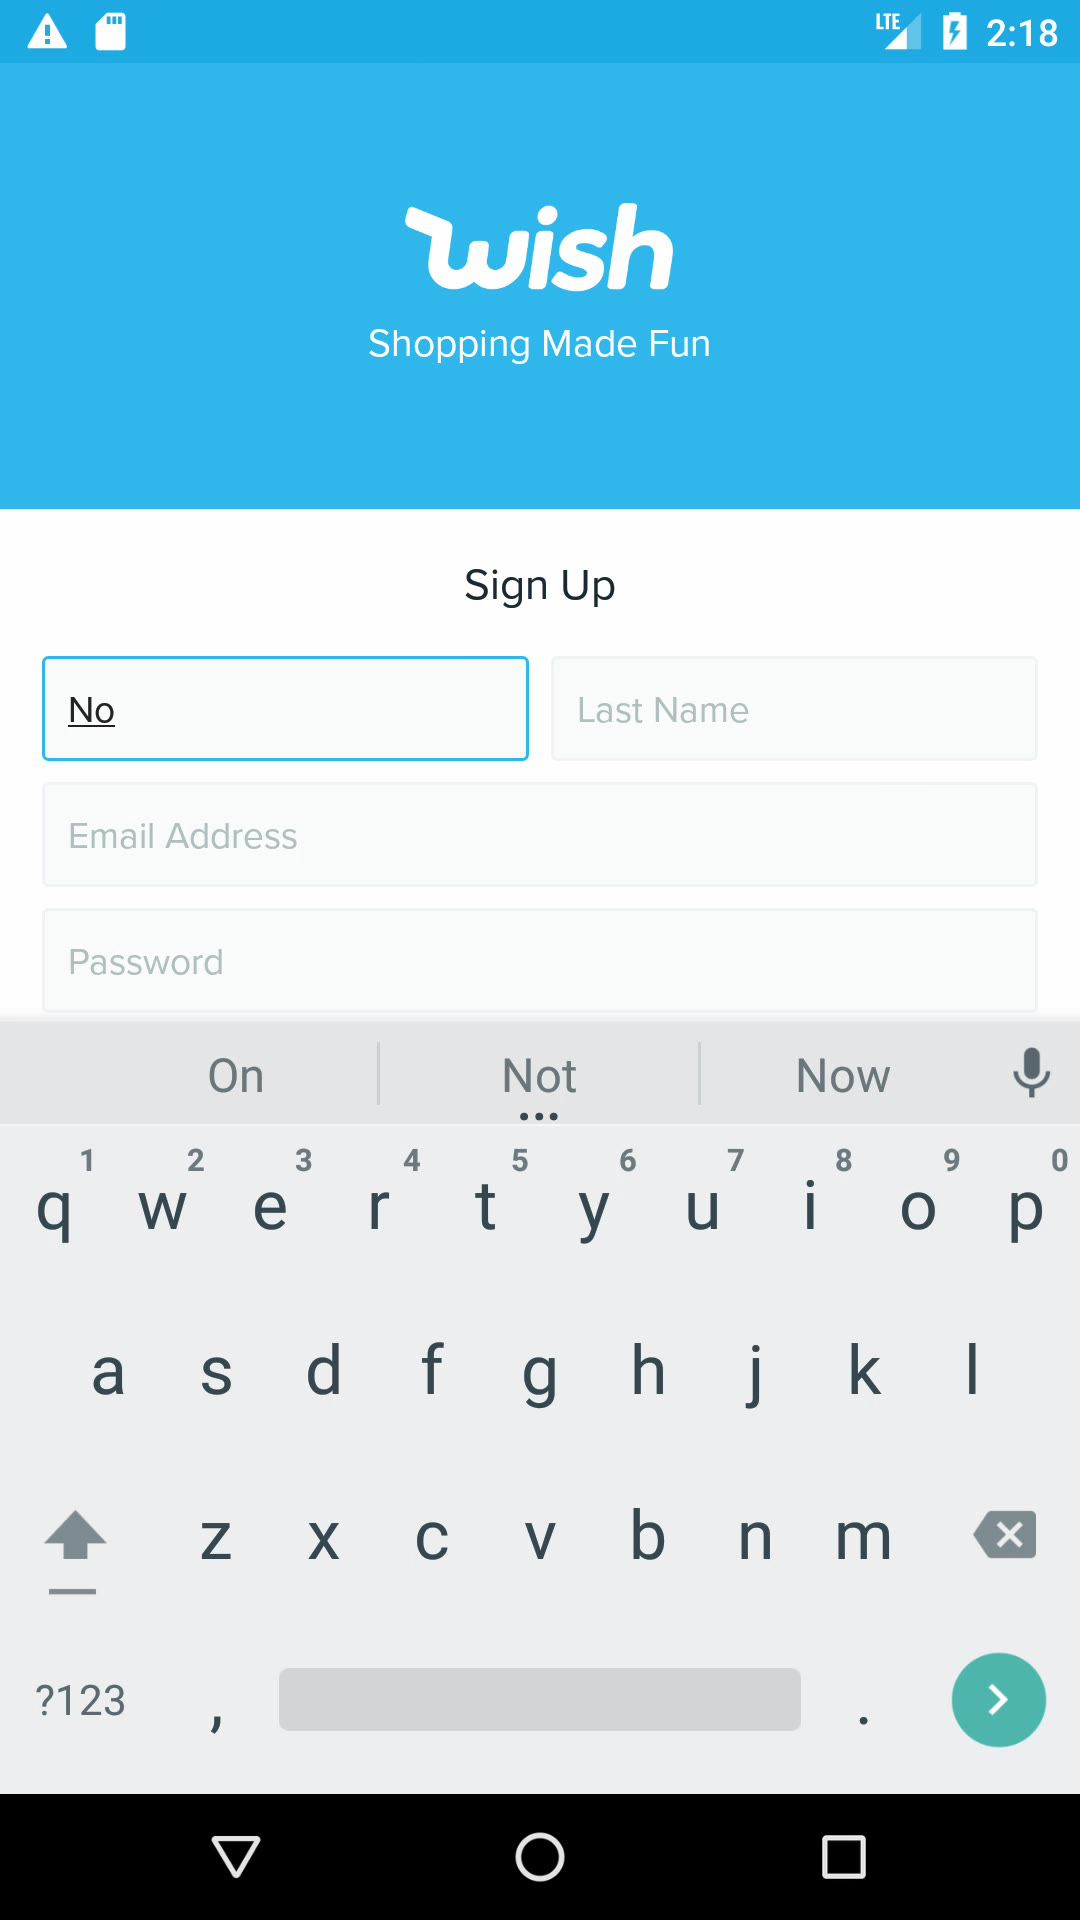 LTE 2:18
wish
Shopping Made Fun
Sign Up
No Last Name
Email Address
Password
On Not Now
1 2 3 4 5 6 7 8 9 0
q w e r t y u i o p
a s d f g h j k l
z x c v b n m
?123 , .